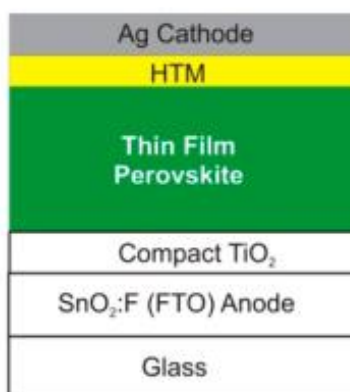 Ag Cathode
HTM
Thin Film
Perovskite
Compact TiO₂
SnO₂:F (FTO) Anode
Glass